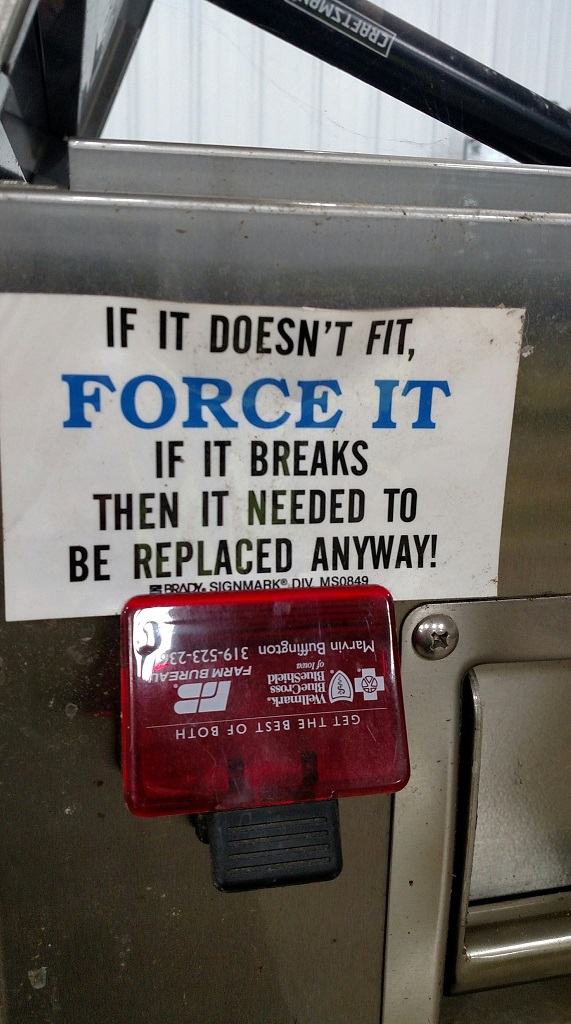 CRAFTSMAN
IF IT DOESN'T FIT,
FORCE IT
IF IT BREAKS
THEN IT NEEDED TO
BE REPLACED ANYWAY!
BRADY. SIGNMARK® DIV. MS0849
GET THE BEST OF BOTH
Wellmark.
BlueCross
BlueShield
of Iowa
FARM BUREAU
Marvin Buffington 319-523-236